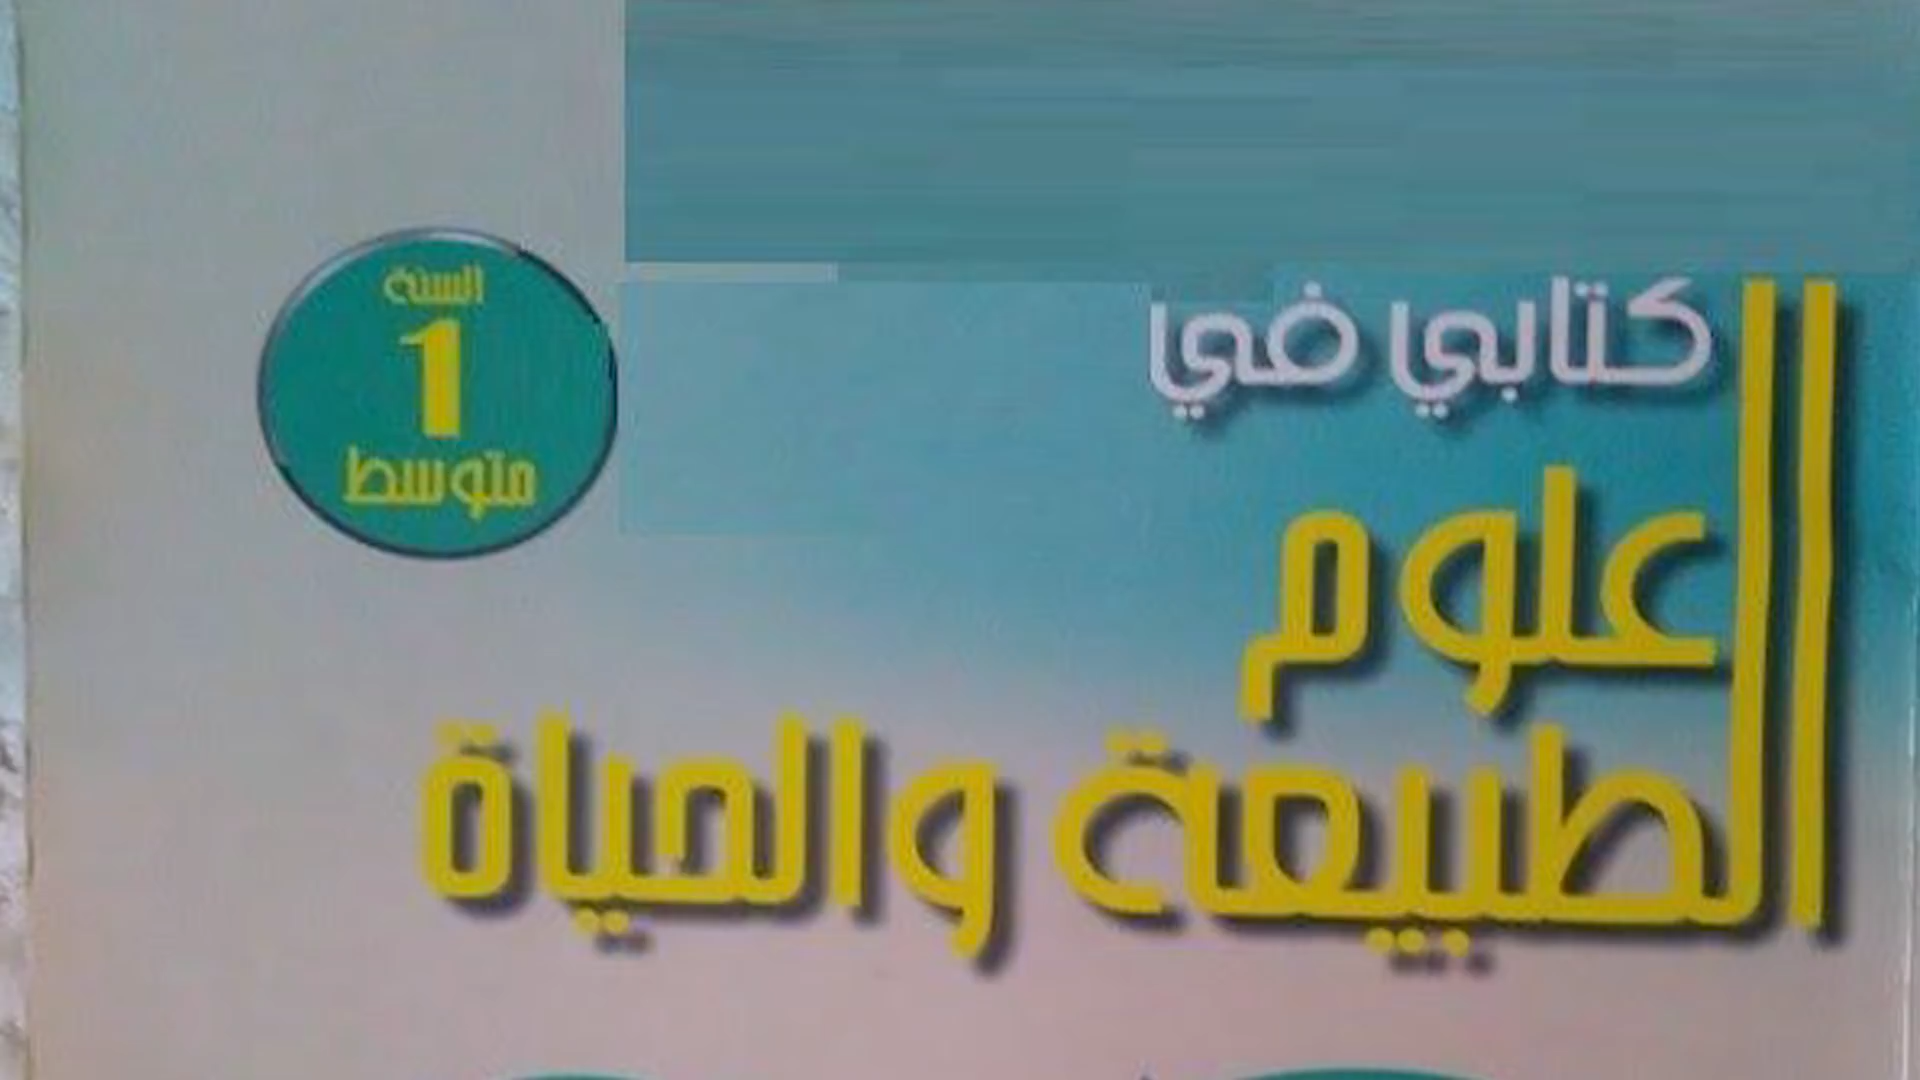 كتابي في
علوم
الطبيعة والحياة
السنة
1
متوسط